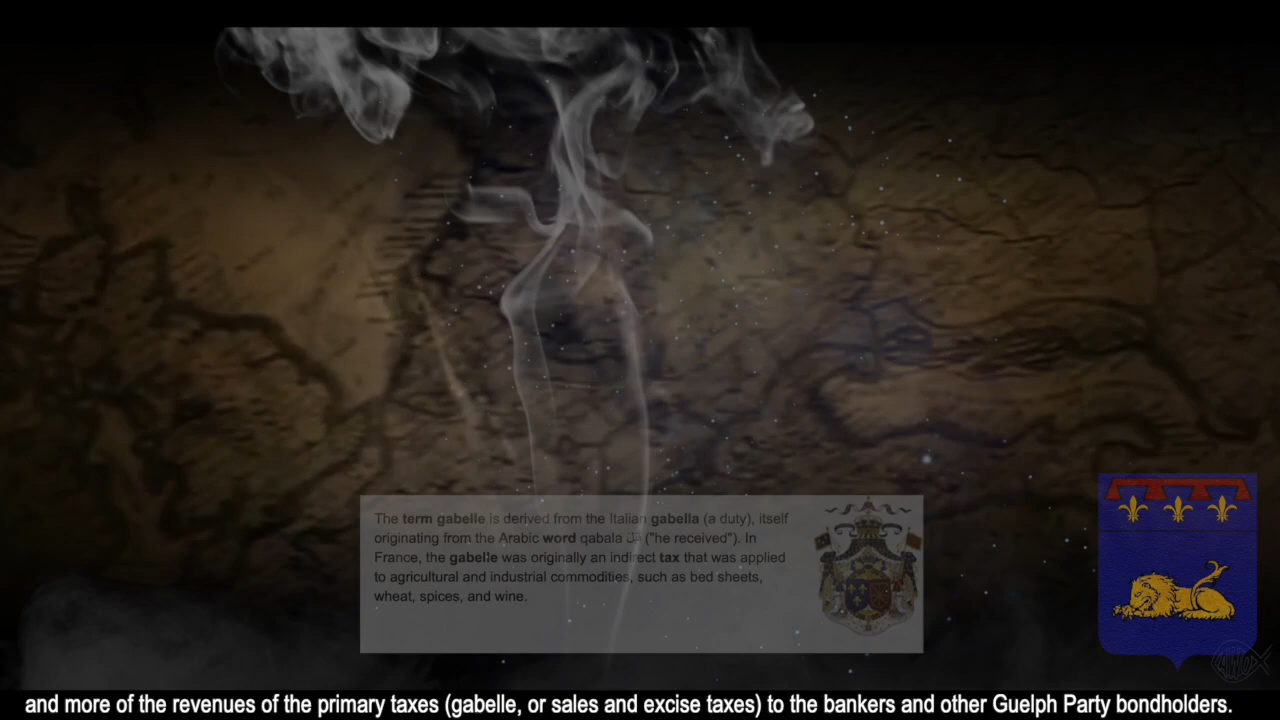 The term gabelle is derived from the Italian gabella (a duty), itself
originating from the Arabic word qabala قبل ("he received"). In
France, the gabelle was originally an indirect tax that was applied
to agricultural and industrial commodities, such as bed sheets,
wheat, spices, and wine.
and more of the revenues of the primary taxes (gabelle, or sales and excise taxes) to the bankers and other Guelph Party bondholders.